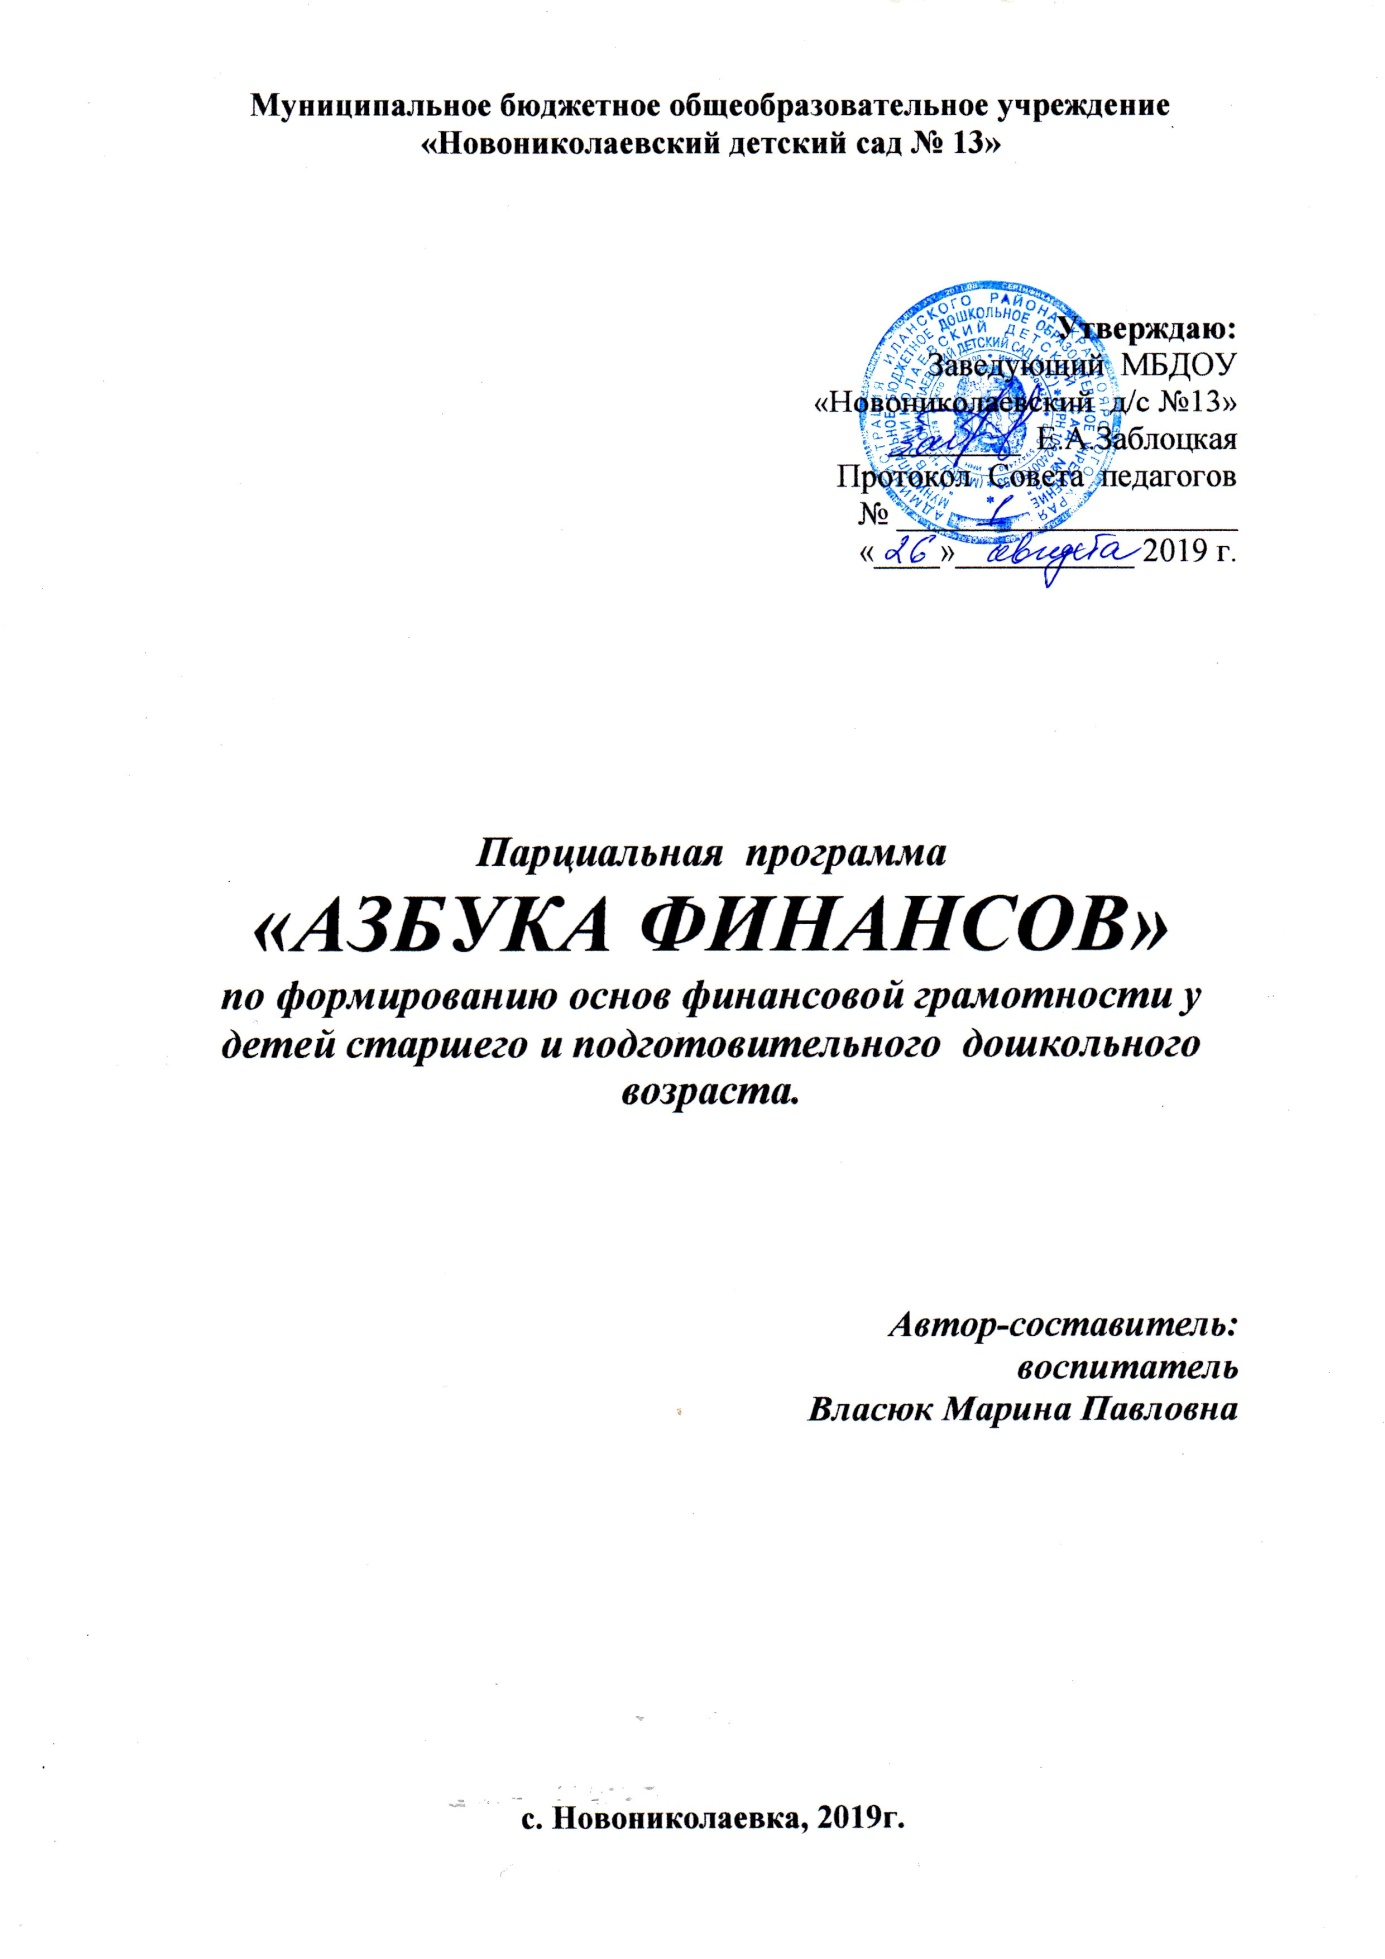 Муниципальное бюджетное общеобразовательное учреждение
«Новониколаевский детский сад № 13»
Утверждаю:
Заведующий МБДОУ
«Новониколаевский д/с №13»
Е.А.Заблоцкая
Протокол Совета педагогов
№ 1
«26» августа 2019 г.
Парциальная программа
«АЗБУКА ФИНАНСОВ»
по формированию основ финансовой грамотности у
детей старшего и подготовительного дошкольного
возраста.
Автор-составитель:
воспитатель
Власюк Марина Павловна
с. Новониколаевка, 2019г.